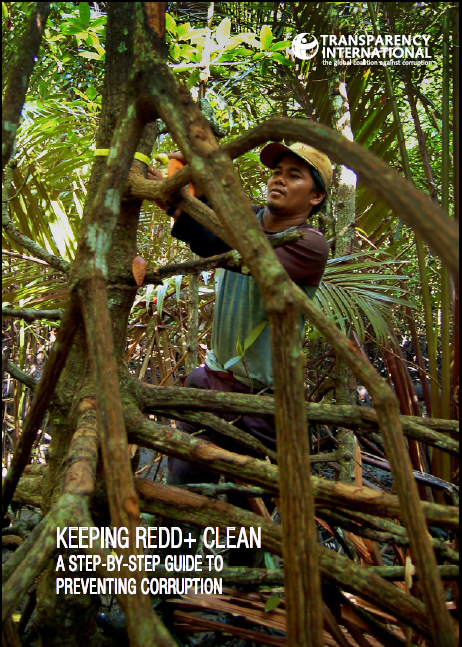 TRANSPARENCY
INTERNATIONAL
the global coalition against corruption
KEEPING REDD+ CLEAN
A STEP-BY-STEP GUIDE TO
PREVENTING CORRUPTION